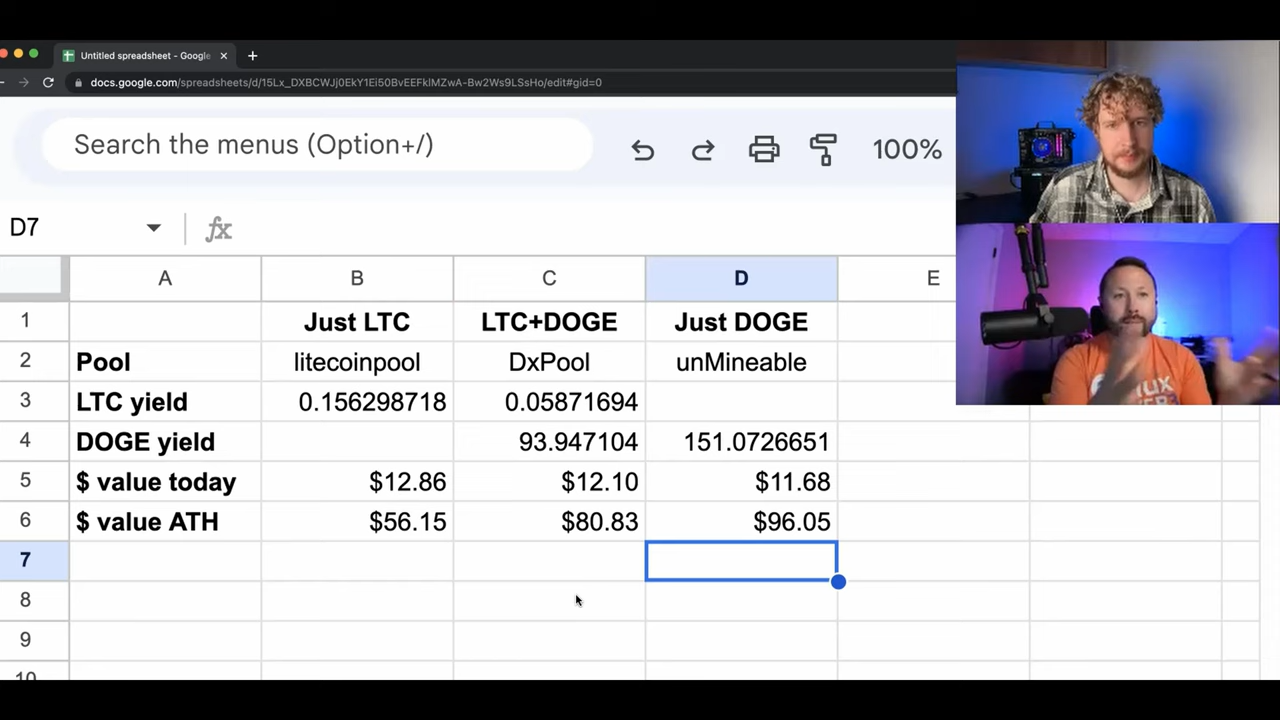 Untitled spreadsheet - Google
docs.google.com/spreadsheets/d/15Lx_DXBCWJj0EkY1Ei50BvEEFklMZwA-Bw2Ws9LSsHo/edit#gid=0
Search the menus (Option+/)
100%
D7
fx
A B C D E
1 Just LTC LTC+DOGE Just DOGE
2 Pool litecoinpool DxPool unMineable
3 LTC yield 0.156298718 0.05871694
4 DOGE yield 93.947104 151.0726651
5 $ value today $12.86 $12.10 $11.68
6 $ value ATH $56.15 $80.83 $96.05
7
8
9
10